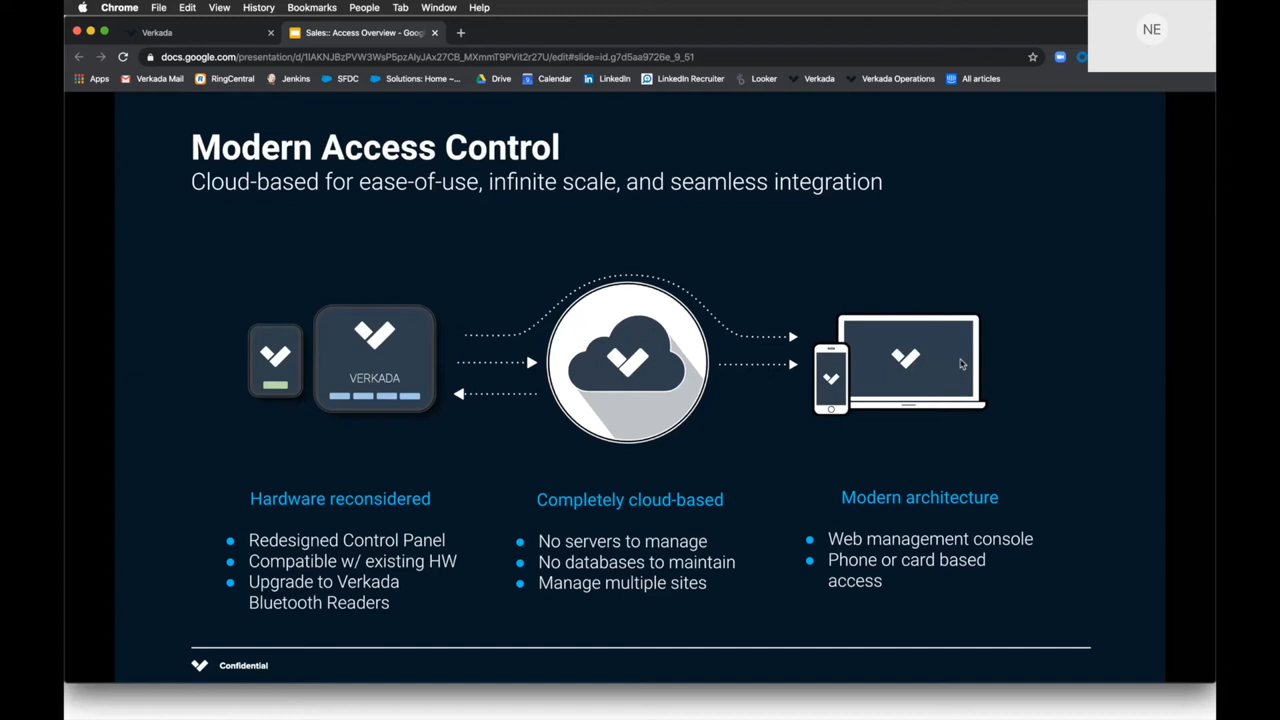 Chrome File Edit View History Bookmarks People Tab Window Help
NE
Verkada
Sales:: Access Overview - Goog
docs.google.com/presentation/d/1IAKNJBzPVW3WsP5pzAIyJAx27CB_MXmmT9PVit2r27U/edit#slide=id.g7d5aa9726e_9_51
Apps Verkada Mail RingCentral Jenkins SFDC Solutions: Home –... Drive Calendar LinkedIn LinkedIn Recruiter Looker Verkada Verkada Operations All articles
Modern Access Control
Cloud-based for ease-of-use, infinite scale, and seamless integration
VERKADA
Hardware reconsidered
Redesigned Control Panel
Compatible w/ existing HW
Upgrade to Verkada
Bluetooth Readers
Completely cloud-based
No servers to manage
No databases to maintain
Manage multiple sites
Modern architecture
Web management console
Phone or card based
access
Confidential